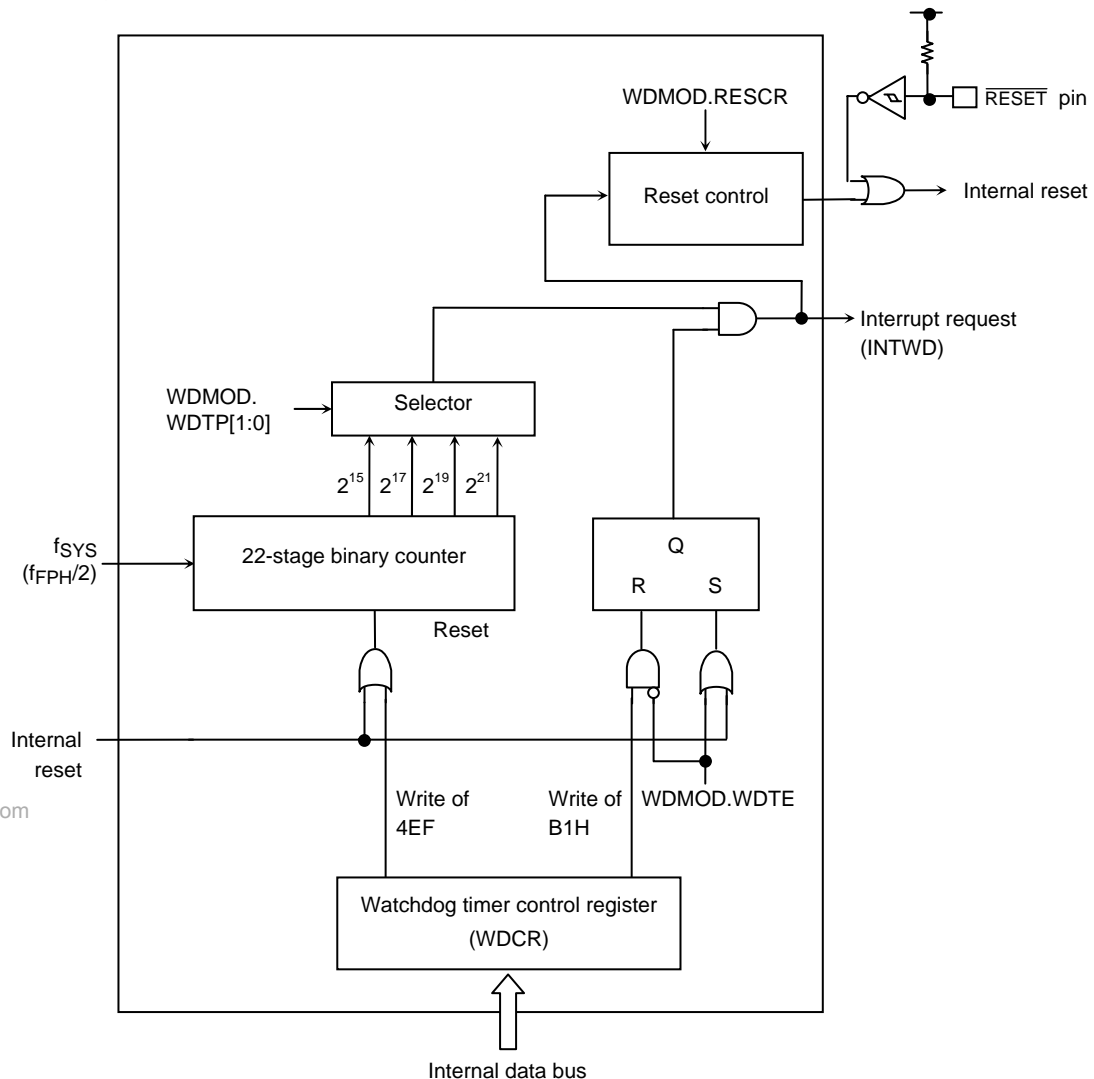 WDMOD.RESCR
RESET pin
Reset control
Internal reset
Interrupt request
(INTWD)
WDMOD.
WDTP[1:0]
Selector
2^15 2^17 2^19 2^21
fSYS
(fFPH/2)
22-stage binary counter
Q
R S
Reset
Internal
reset
om
Write of
4EF
Write of
B1H
WDMOD.WDTE
Watchdog timer control register
(WDCR)
Internal data bus